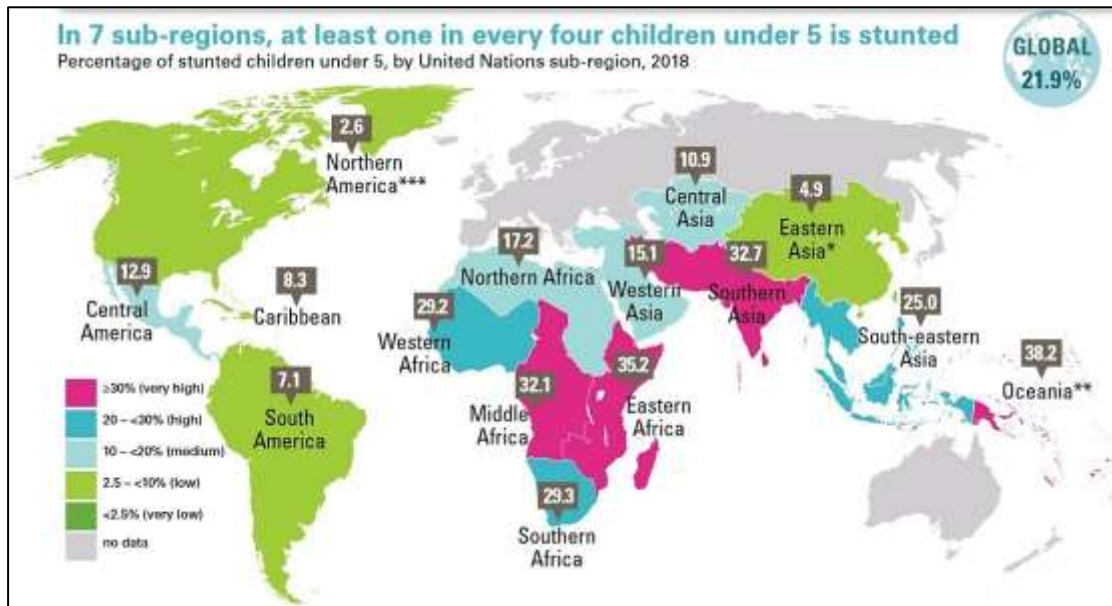 In 7 sub-regions, at least one in every four children under 5 is stunted
Percentage of stunted children under 5, by United Nations sub-region, 2018
GLOBAL
21.9%
2.6
Northern
America***
10.9
Central
Asia
4.9
Eastern
Asia*
12.9
Central
America
8.3
Caribbean
17.2
Northern Africa
15.1
Western
Asia
32.7
Southern
Asia
29.2
Western
Africa
25.0
South-eastern
Asia
38.2
Oceania**
7.1
South
America
32.1
Middle
Africa
35.2
Eastern
Africa
29.3
Southern
Africa
≥30% (very high)
20 – <30% (high)
10 – <20% (medium)
2.5 – <10% (low)
<2.5% (very low)
no data